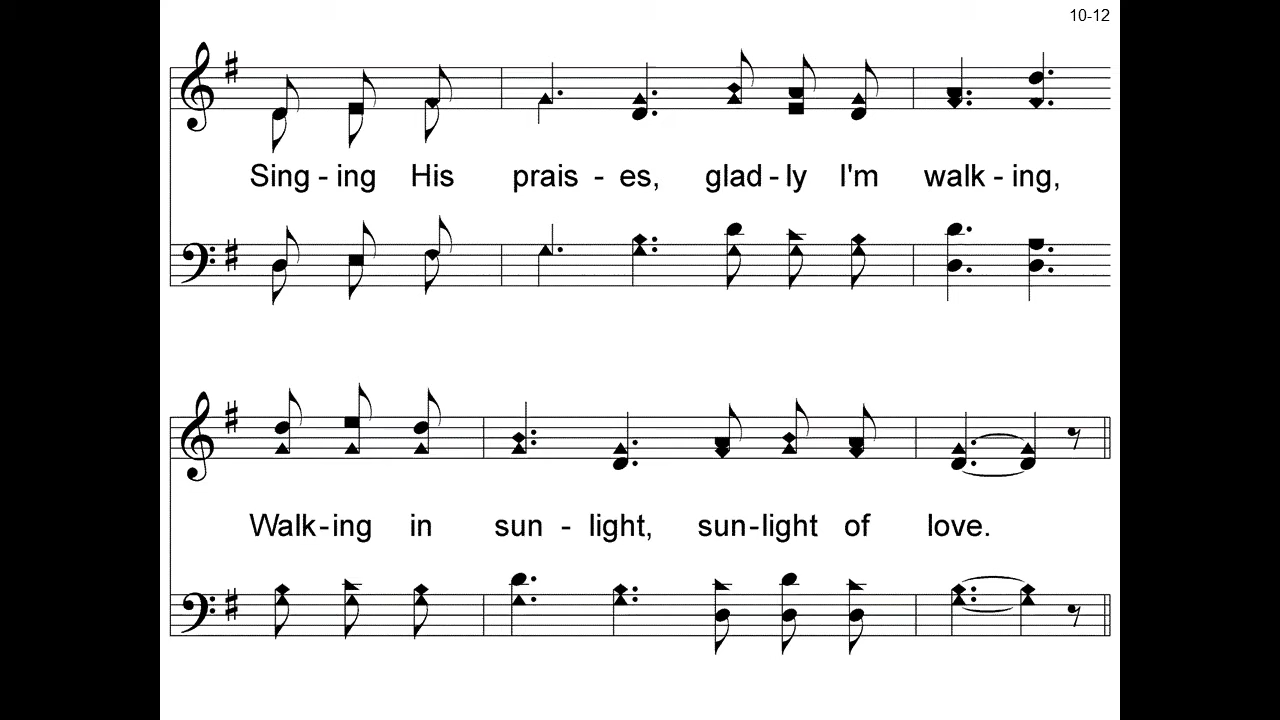 10-12
Sing - ing His prais - es, glad - ly I'm walk - ing,
Walk - ing in sun - light, sun - light of love.